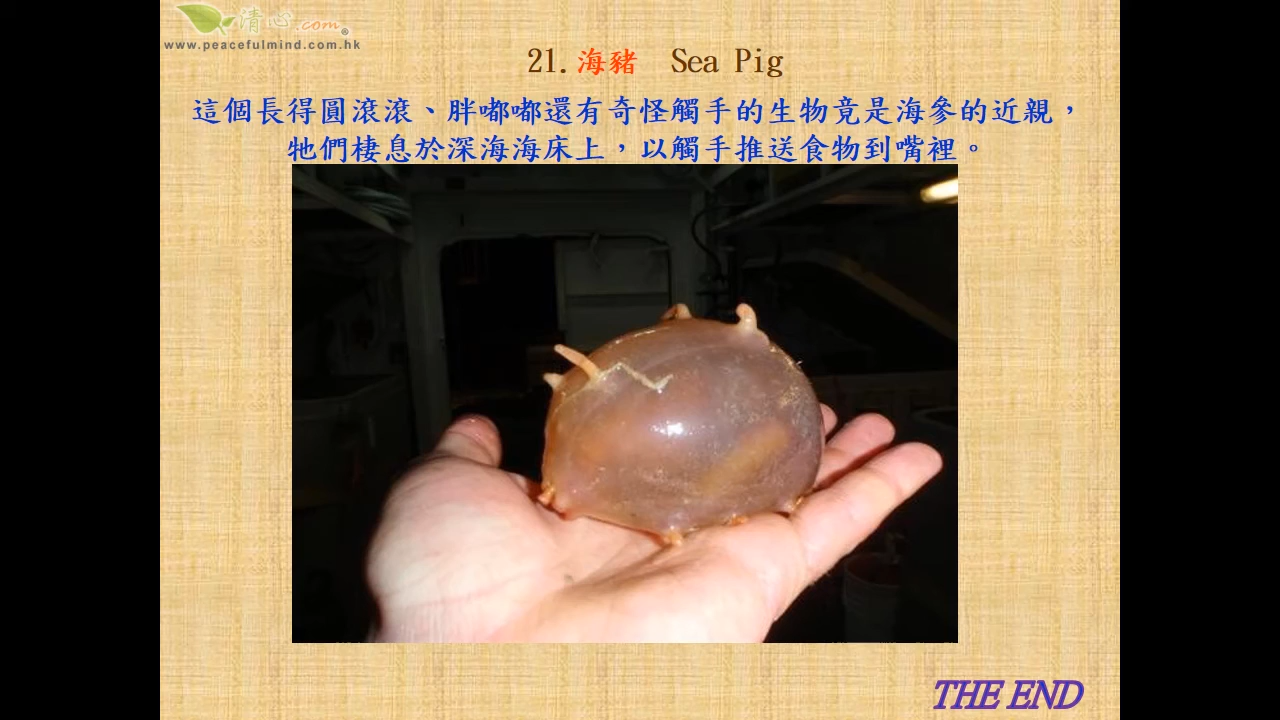 清心.com®
www.peacefulmind.com.hk
21.海豬 Sea Pig
這個長得圓滾滾、胖嘟嘟還有奇怪觸手的生物竟是海參的近親，
牠們棲息於深海海床上，以觸手推送食物到嘴裡。
THE END